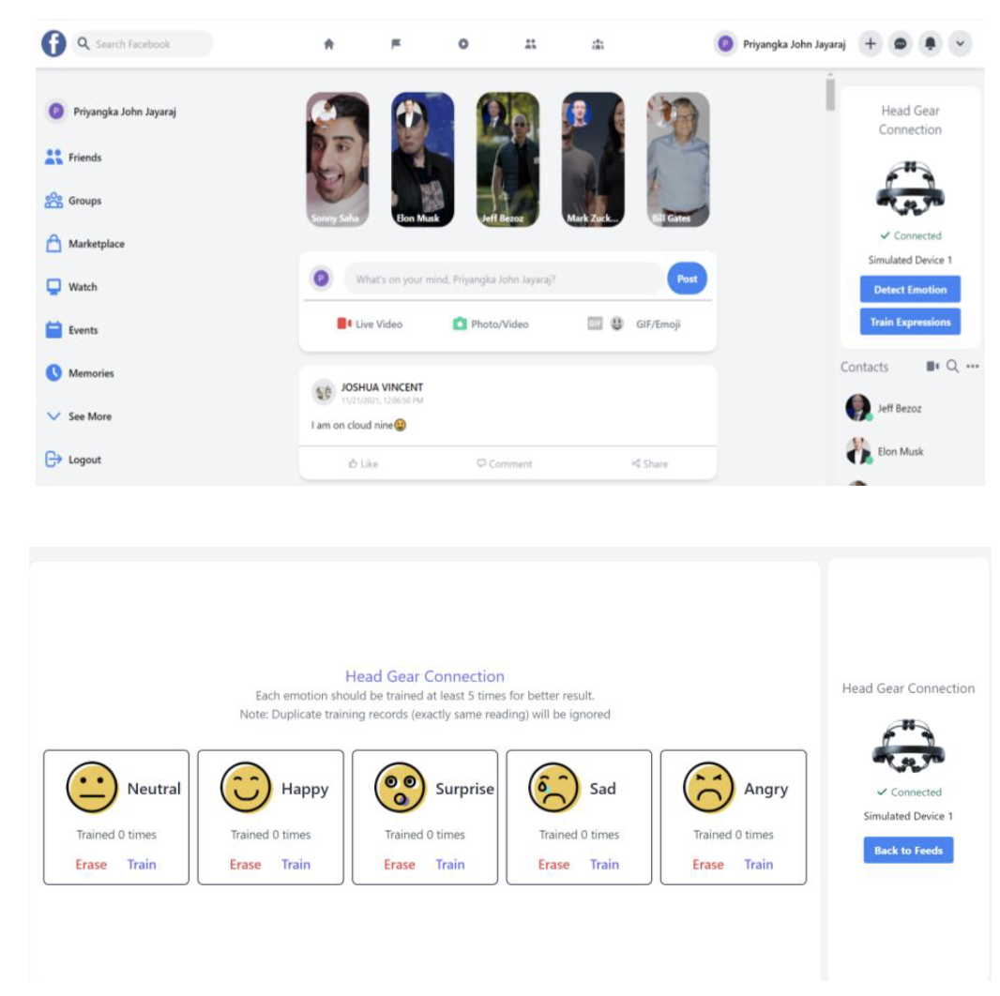 f
Search Facebook
Priyangka John Jayaraj
P
Priyangka John Jayaraj
Friends
Groups
Marketplace
Watch
Events
Memories
See More
Logout
Sonny Saha
Elon Musk
Jeff Bezoz
Mark Zuck...
Bill Gates
P
What's on your mind, Priyangka John Jayaraj?
Post
Live Video
Photo/Video
GIF
GIF/Emoji
JOSHUA VINCENT
11/21/2021, 12:06:50 PM
I am on cloud nine
Like
Comment
Share
Head Gear
Connection
Connected
Simulated Device 1
Detect Emotion
Train Expressions
Contacts
Jeff Bezoz
Elon Musk
Head Gear Connection
Each emotion should be trained at least 5 times for better result.
Note: Duplicate training records (exactly same reading) will be ignored
Neutral
Trained 0 times
Erase Train
Happy
Trained 0 times
Erase Train
Surprise
Trained 0 times
Erase Train
Sad
Trained 0 times
Erase Train
Angry
Trained 0 times
Erase Train
Head Gear Connection
Connected
Simulated Device 1
Back to Feeds